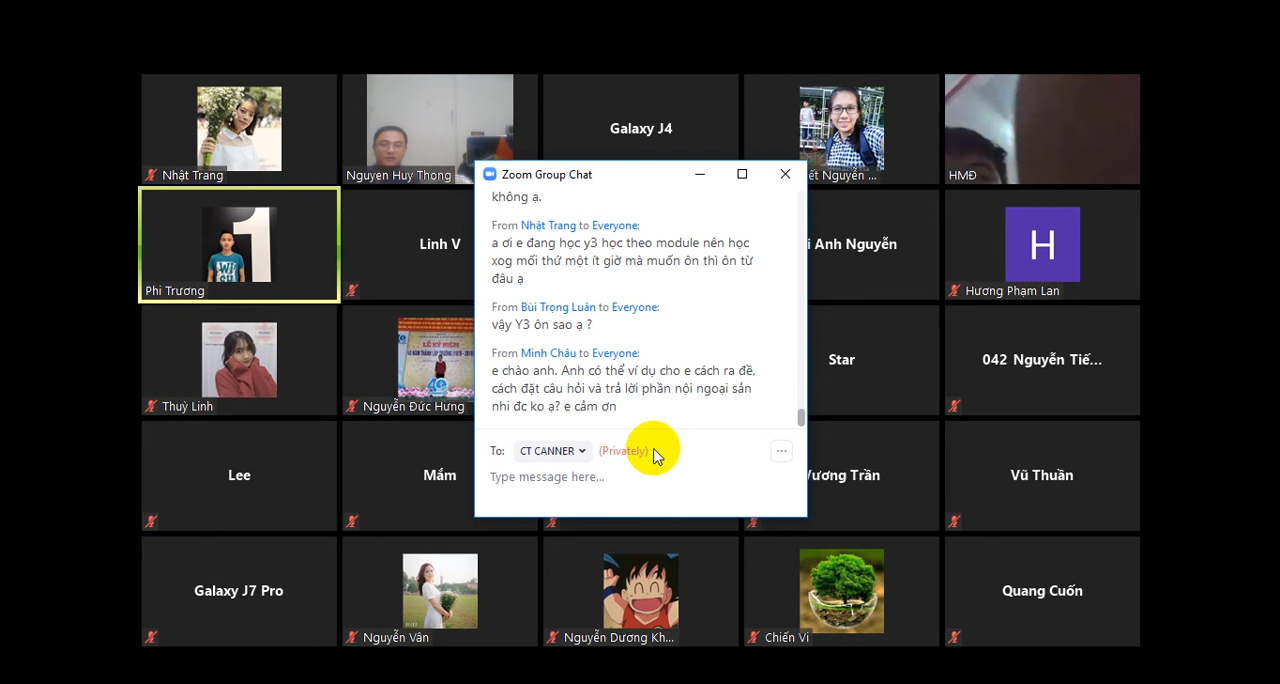 Nhật Trang
Nguyen Huy Thong
Galaxy J4
ết Nguyễn ...
HMĐ
Phi Trương
Linh V
i Anh Nguyễn
H
Hương Phạm Lan
Thuỳ Linh
LỄ KỶ NIỆM
Nguyễn Đức Hưng
Star
042 Nguyễn Tiế...
Lee
Mắm
Vương Trần
Vũ Thuần
Galaxy J7 Pro
Nguyễn Vân
Nguyễn Dương Kh...
Chiến Vi
Quang Cuốn
Zoom Group Chat
không ạ.
From Nhật Trang to Everyone:
a ơi e đang học y3 học theo module nên học
xog mối thứ một ít giờ mà muốn ôn thì ôn từ
đâu ạ
From Bùi Trọng Luân to Everyone:
vậy Y3 ôn sao ạ ?
From Minh Châu to Everyone:
e chào anh. Anh có thể ví dụ cho e cách ra đề,
cách đặt câu hỏi và trả lời phần nội ngoại sản
nhi đc ko ạ? e cảm ơn
To: CT CANNER (Privately)
Type message here...